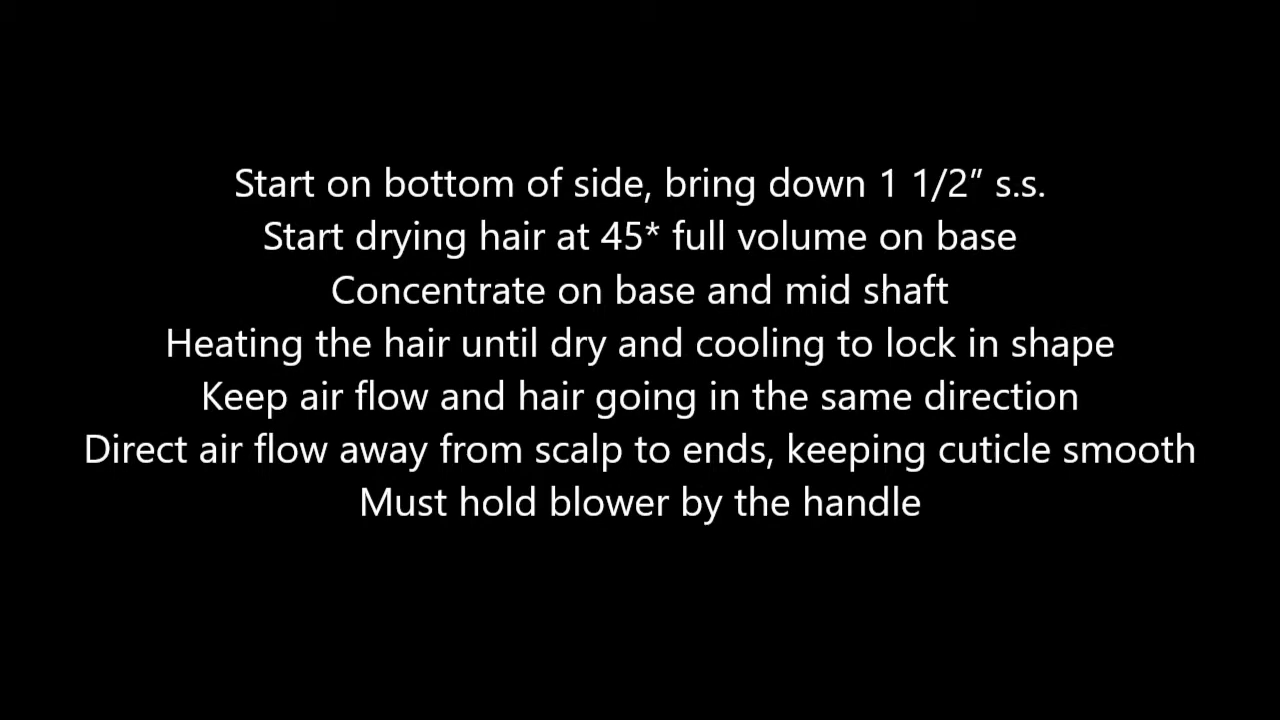 Start on bottom of side, bring down 1 1/2” s.s.
Start drying hair at 45* full volume on base
Concentrate on base and mid shaft
Heating the hair until dry and cooling to lock in shape
Keep air flow and hair going in the same direction
Direct air flow away from scalp to ends, keeping cuticle smooth
Must hold blower by the handle